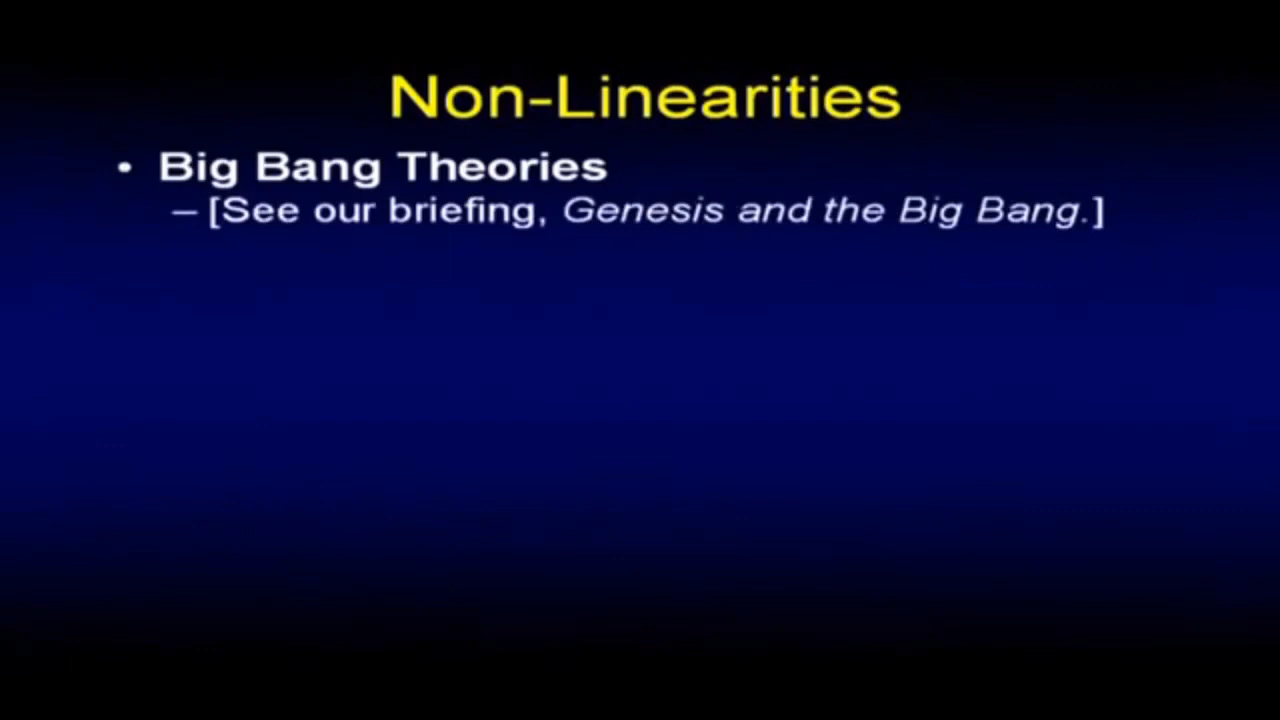 Non-Linearities
• Big Bang Theories
– [See our briefing, Genesis and the Big Bang.]